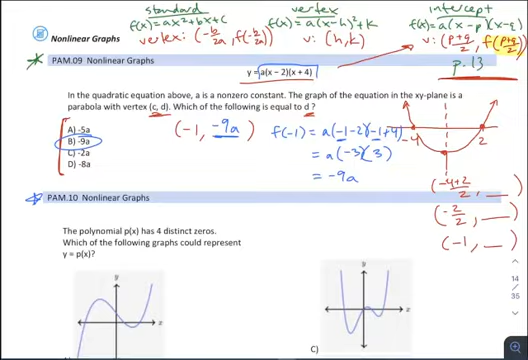 standard vertex intercept
f(x)=ax²+bx+c f(x)=a(x-h)²+k f(x)=a(x-p)(x-q)
Nonlinear Graphs vertex: (-b/2a, f(-b/2a)) v: (h,k) v: (p+q/2, f(p+q/2))
PAM.09 Nonlinear Graphs p.13
y = a(x − 2)(x + 4)
In the quadratic equation above, a is a nonzero constant. The graph of the equation in the xy-plane is a
parabola with vertex (c, d). Which of the following is equal to d ?
A) -5a
B) -9a
C) -2a
D) -8a
(-1, -9a)
f(-1) = a(-1-2)(-1+4)
= a(-3)(3)
= -9a
-4 2
(-4+2/2, __)
(-2/2, __)
(-1, __)
PAM.10 Nonlinear Graphs
The polynomial p(x) has 4 distinct zeros.
Which of the following graphs could represent
y = p(x)?
y
x
C)
y
x
14
35